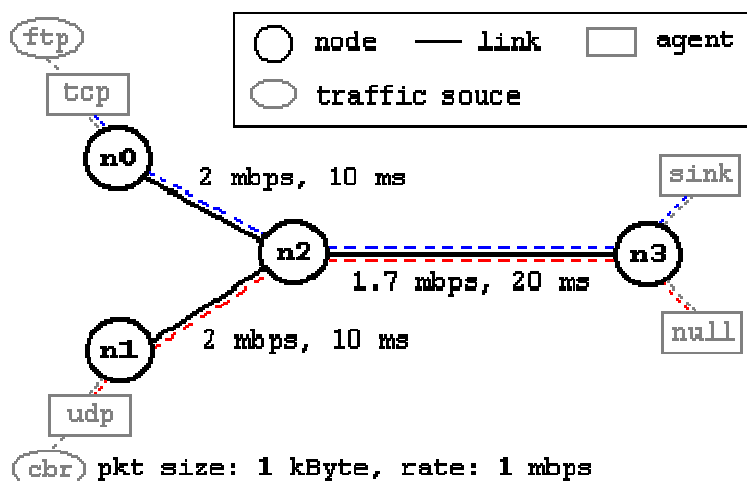 ftp
node
link
agent
traffic souce
tcp
n0
2 mbps, 10 ms
sink
n2
n3
1.7 mbps, 20 ms
n1
2 mbps, 10 ms
null
udp
cbr
pkt size: 1 kByte, rate: 1 mbps